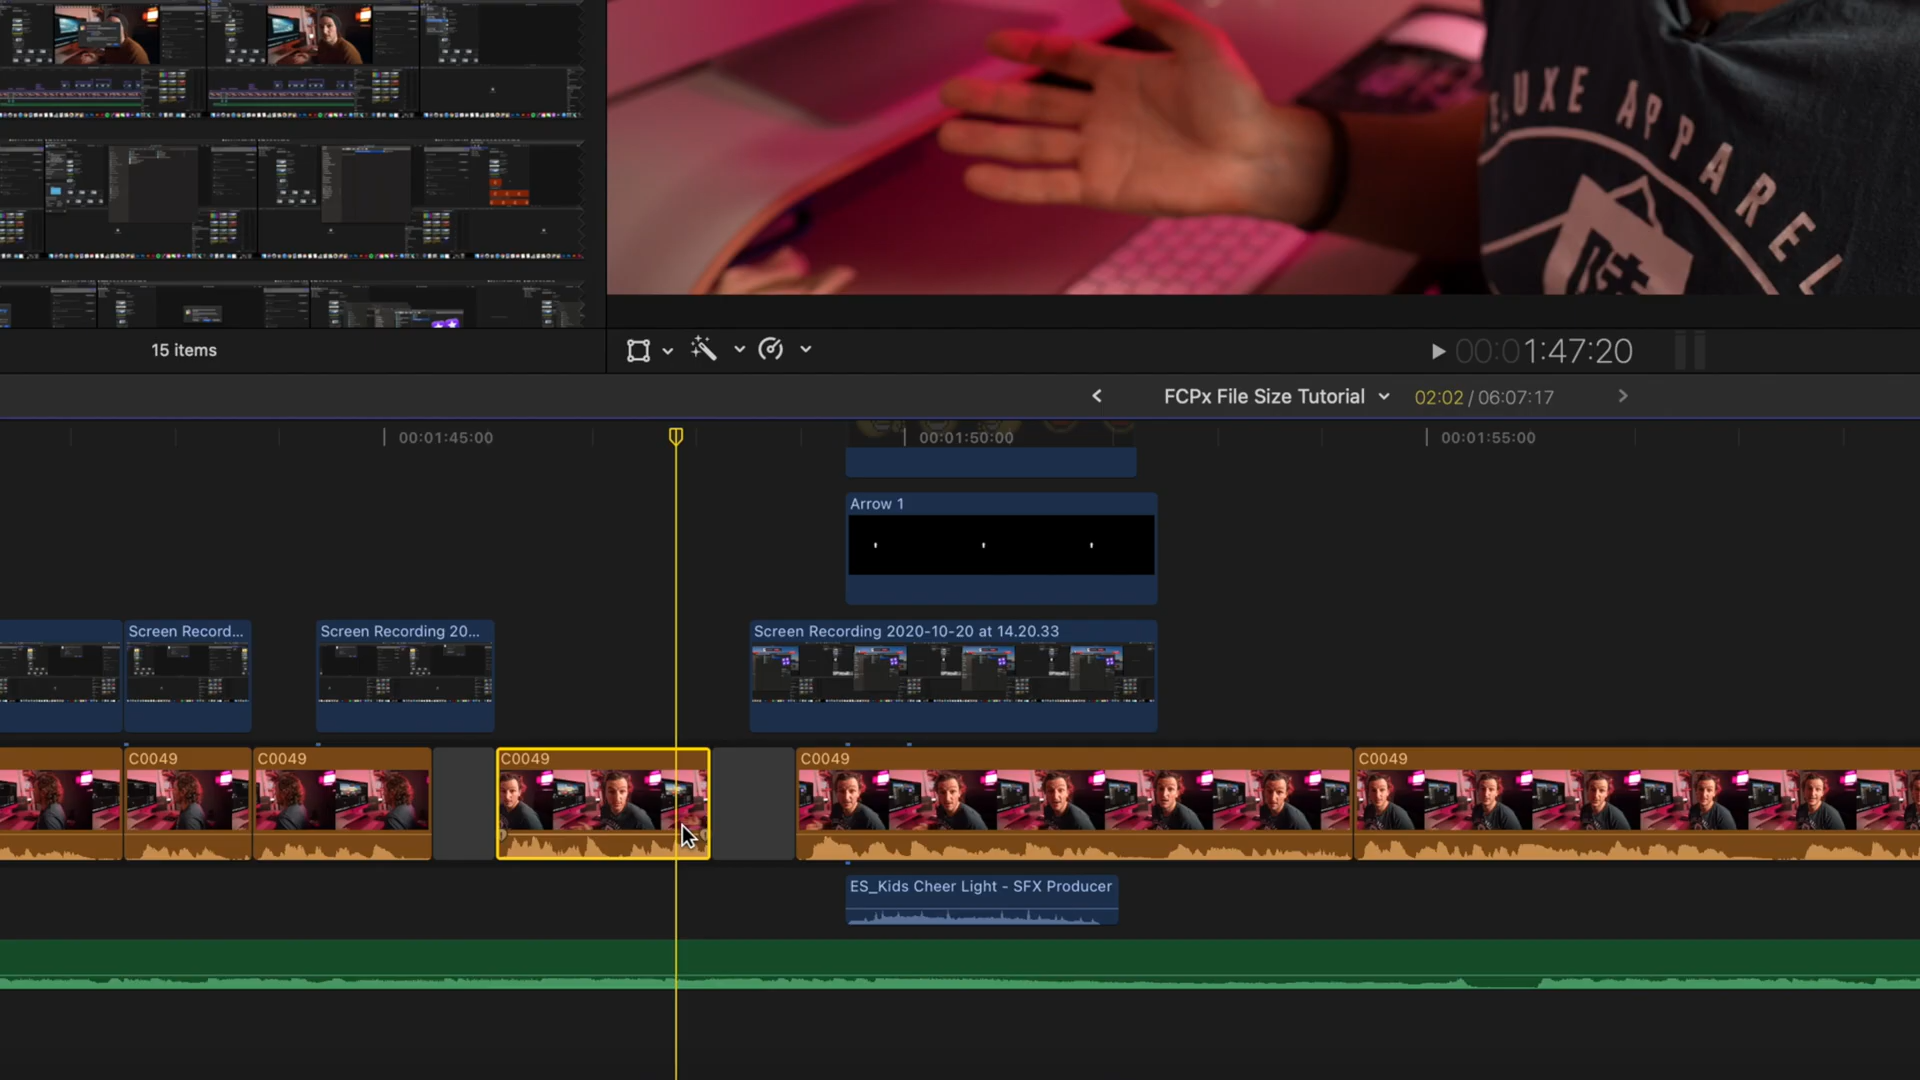 DELUXE APPAREL
15 items
00:01:47:20
FCPx File Size Tutorial
02:02 / 06:07:17
00:01:45:00
00:01:50:00
00:01:55:00
Arrow 1
Screen Record...
Screen Recording 20...
Screen Recording 2020-10-20 at 14.20.33
C0049
C0049
C0049
C0049
C0049
ES_Kids Cheer Light - SFX Producer